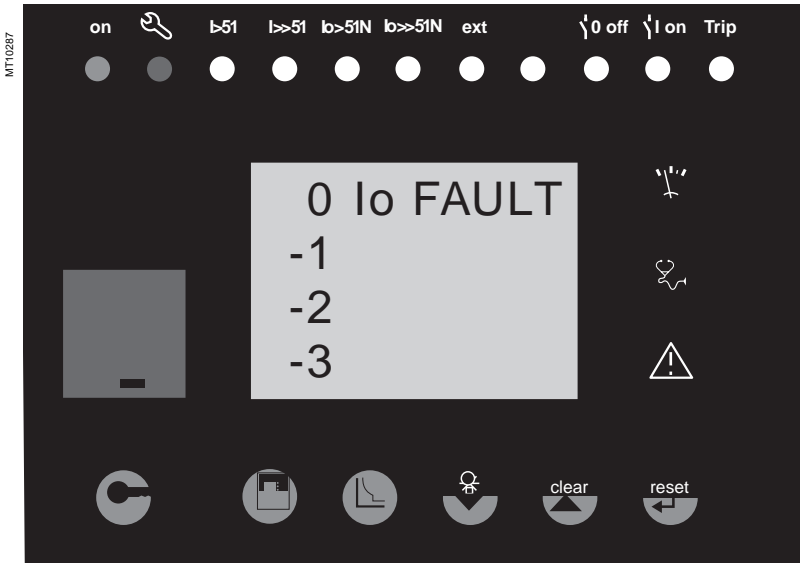 MT10287
on I>51 I>>51 Io>51N Io>>51N ext 0 off I on Trip
0 Io FAULT
-1
-2
-3
clear reset